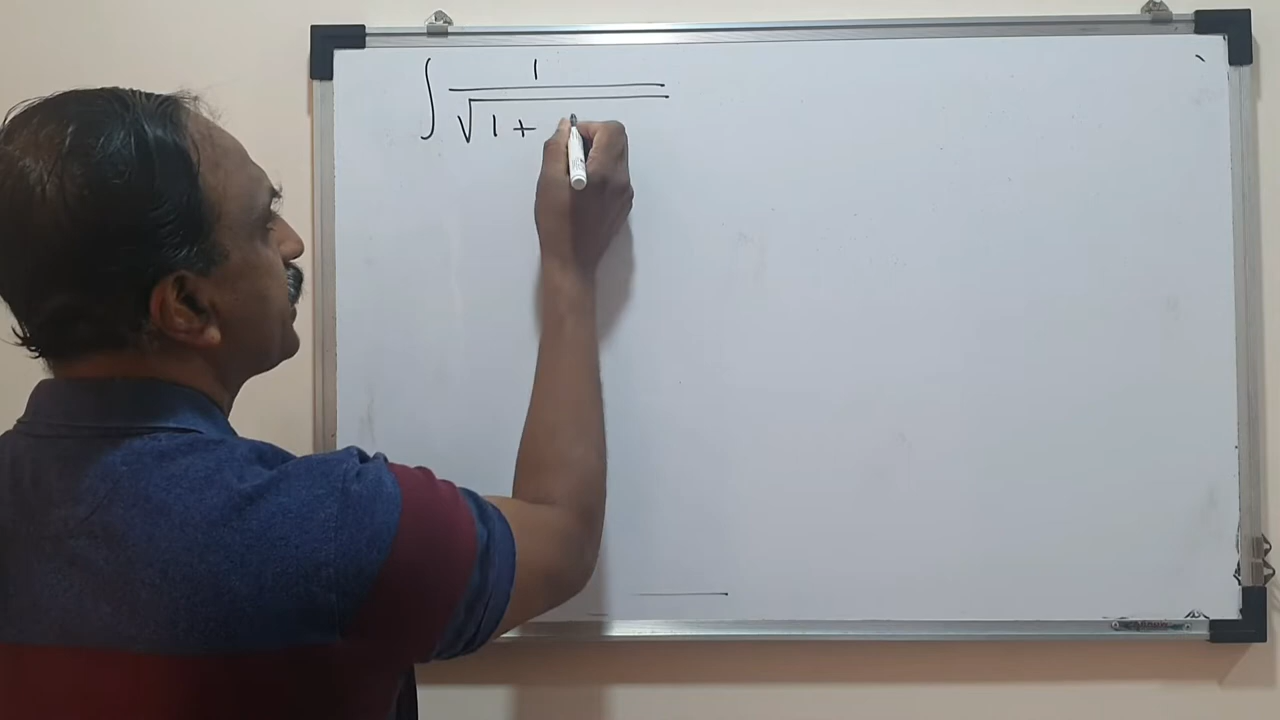 ∫ 1 / √(1 +